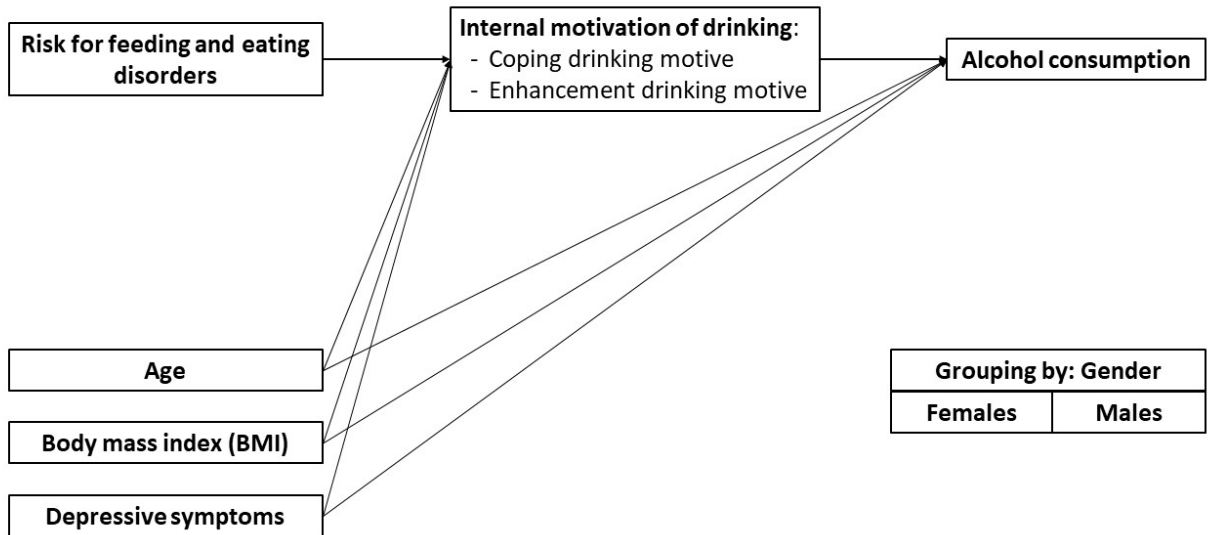 Risk for feeding and eating
disorders
Internal motivation of drinking:
- Coping drinking motive
- Enhancement drinking motive
Alcohol consumption
Age
Body mass index (BMI)
Depressive symptoms
Grouping by: Gender
Females Males